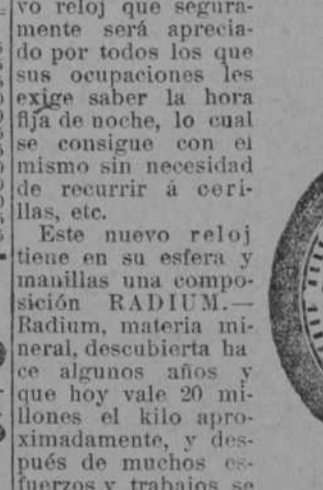 vo reloj que segura-
mente será aprecia-
do por todos los que
sus ocupaciones les
exige saber la hora
fija de noche, lo cual
se consigue con el
mismo sin necesidad
de recurrir á ceri-
llas, etc.
Este nuevo reloj
tiene en su esfera y
manillas una compo-
sición RADIUM.—
Radium, materia mi-
neral, descubierta ha
ce algunos años y
que hoy vale 20 mi-
llones el kilo apro-
ximadamente, y des-
pués de muchos es-
fuerzos y trabajos se